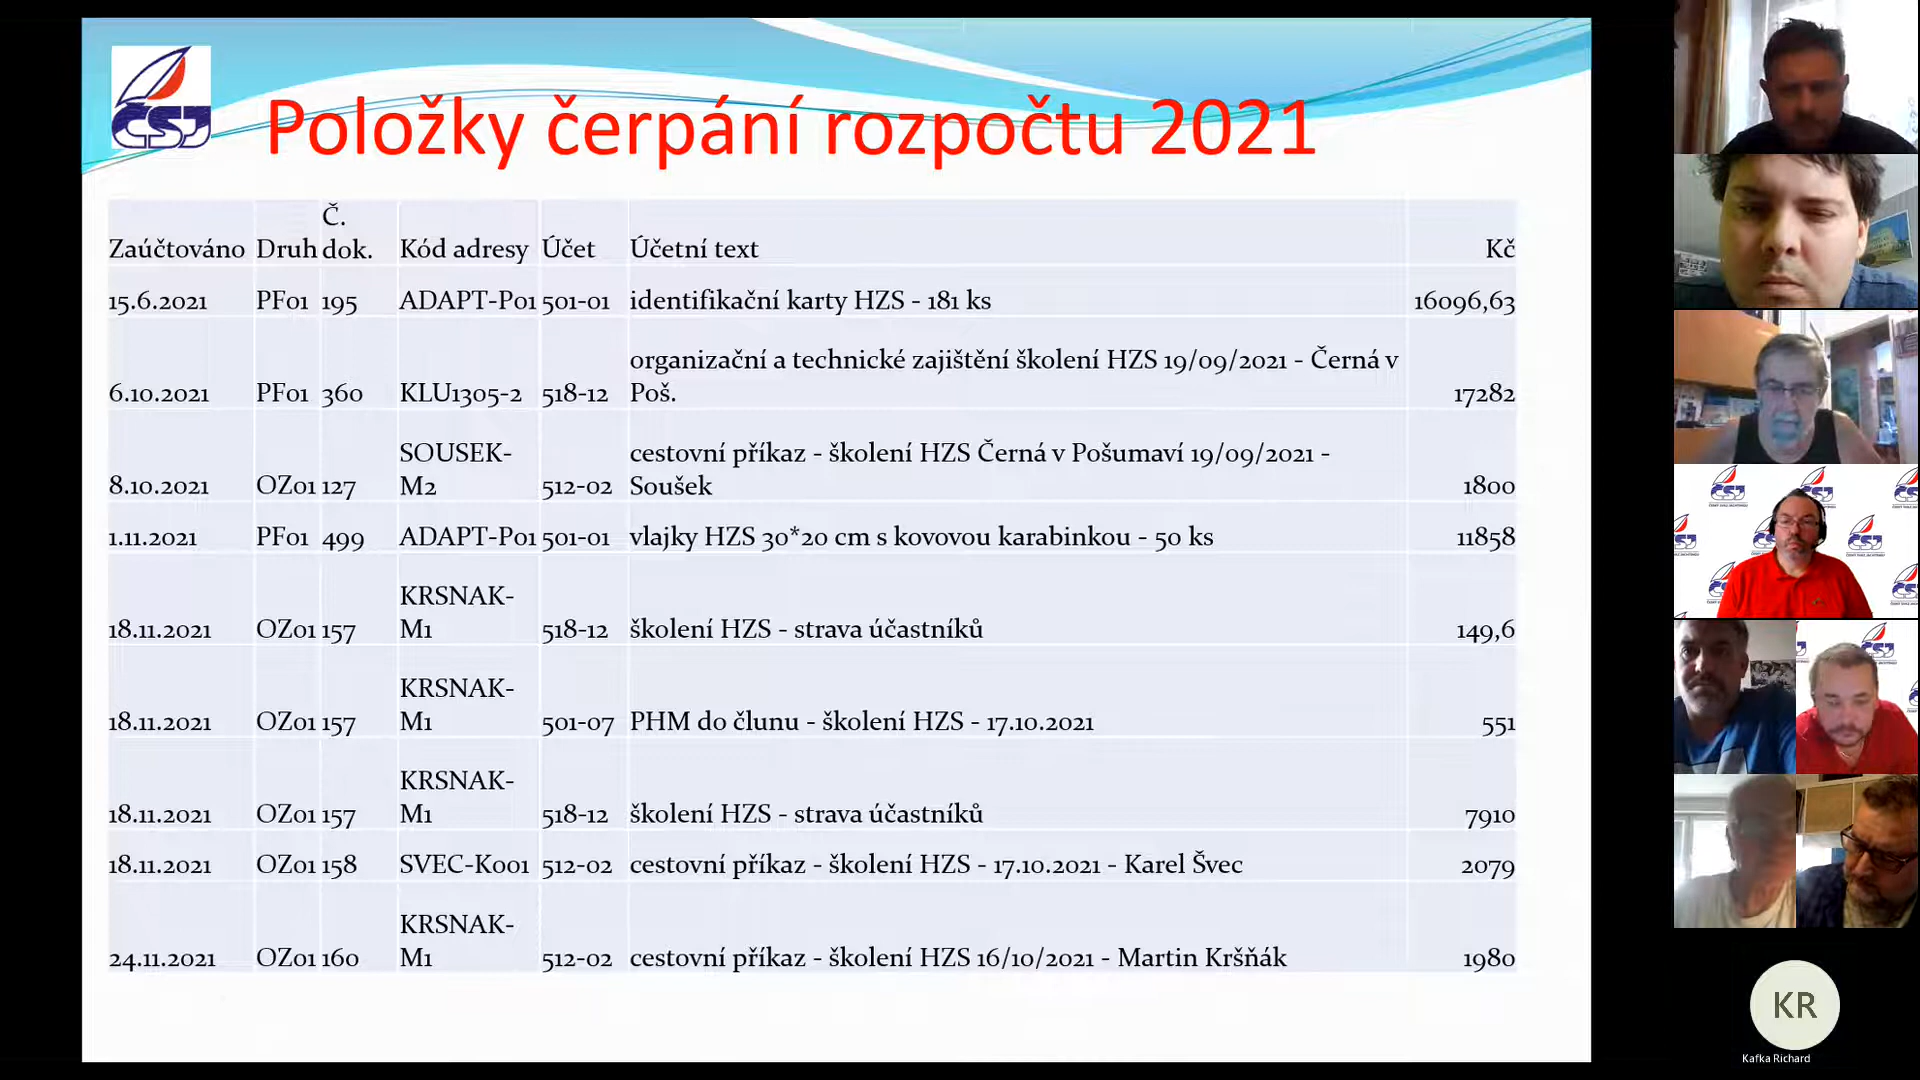 ČSJ
Položky čerpání rozpočtu 2021
Zaúčtováno Druh Č. dok. Kód adresy Účet Účetní text Kč
15.6.2021 PF01 195 ADAPT-P01 501-01 identifikační karty HZS - 181 ks 16096,63
organizační a technické zajištění školení HZS 19/09/2021 - Černá v
6.10.2021 PF01 360 KLU1305-2 518-12 Poš. 17282
SOUSEK- cestovní příkaz - školení HZS Černá v Pošumaví 19/09/2021 -
8.10.2021 OZ01 127 M2 512-02 Soušek 1800
1.11.2021 PF01 499 ADAPT-P01 501-01 vlajky HZS 30*20 cm s kovovou karabinkou - 50 ks 11858
KRSNAK-
18.11.2021 OZ01 157 M1 518-12 školení HZS - strava účastníků 149,6
KRSNAK-
18.11.2021 OZ01 157 M1 501-07 PHM do člunu - školení HZS - 17.10.2021 551
KRSNAK-
18.11.2021 OZ01 157 M1 518-12 školení HZS - strava účastníků 7910
18.11.2021 OZ01 158 SVEC-K001 512-02 cestovní příkaz - školení HZS - 17.10.2021 - Karel Švec 2079
KRSNAK-
24.11.2021 OZ01 160 M1 512-02 cestovní příkaz - školení HZS 16/10/2021 - Martin Kršňák 1980
KR
Kafka Richard